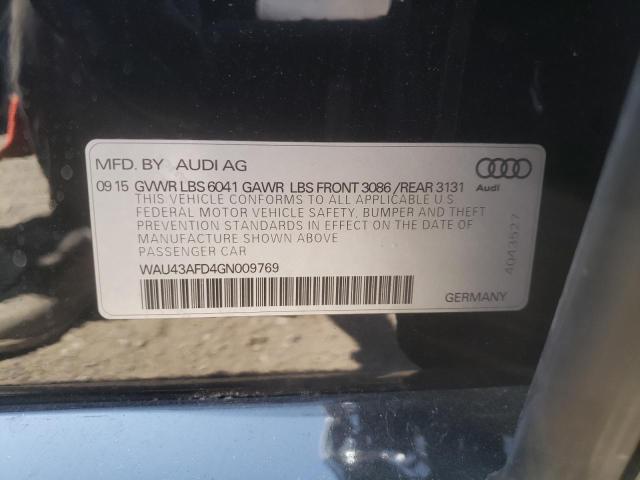 MFD. BY AUDI AG
09 15 GVWR LBS 6041 GAWR LBS FRONT 3086 /REAR 3131
THIS VEHICLE CONFORMS TO ALL APPLICABLE U.S
FEDERAL MOTOR VEHICLE SAFETY, BUMPER AND THEFT
PREVENTION STANDARDS IN EFFECT ON THE DATE OF
MANUFACTURE SHOWN ABOVE
PASSENGER CAR
WAU43AFD4GN009769
GERMANY
Audi
4043527